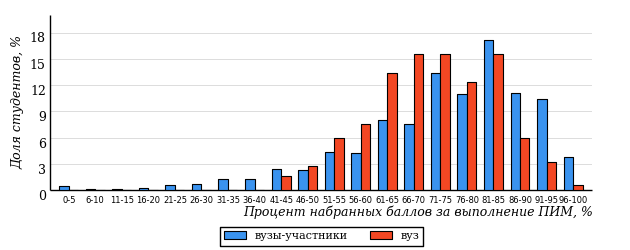 Доля студентов, %
18
15
12
9
6
3
0
0-5 6-10 11-15 16-20 21-25 26-30 31-35 36-40 41-45 46-50 51-55 56-60 61-65 66-70 71-75 76-80 81-85 86-90 91-95 96-100
Процент набранных баллов за выполнение ПИМ, %
вузы-участники вуз